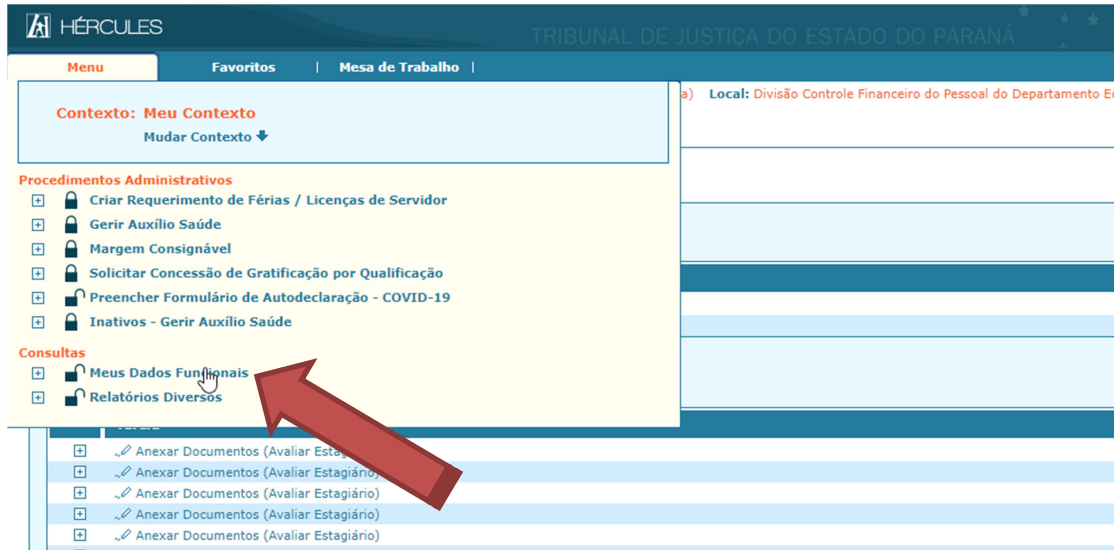 HÉRCULES
TRIBUNAL DE JUSTIÇA DO ESTADO DO PARANÁ
Menu Favoritos | Mesa de Trabalho |
a) Local: Divisão Controle Financeiro do Pessoal do Departamento
Contexto: Meu Contexto
Mudar Contexto
Procedimentos Administrativos
Criar Requerimento de Férias / Licenças de Servidor
Gerir Auxílio Saúde
Margem Consignável
Solicitar Concessão de Gratificação por Qualificação
Preencher Formulário de Autodeclaração - COVID-19
Inativos - Gerir Auxílio Saúde
Consultas
Meus Dados Funcionais
Relatórios Diversos
Anexar Documentos (Avaliar
Anexar Documentos (Avaliar Estagiário)
Anexar Documentos (Avaliar Estagiário)
Anexar Documentos (Avaliar Estagiário)
Anexar Documentos (Avaliar Estagiário)